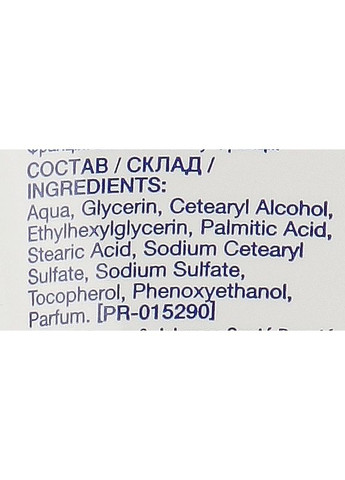 СОСТАВ / СКЛАД /
INGREDIENTS:
Aqua, Glycerin, Cetearyl Alcohol,
Ethylhexylglycerin, Palmitic Acid,
Stearic Acid, Sodium Cetearyl
Sulfate, Sodium Sulfate,
Tocopherol, Phenoxyethanol,
Parfum. [PR-015290]